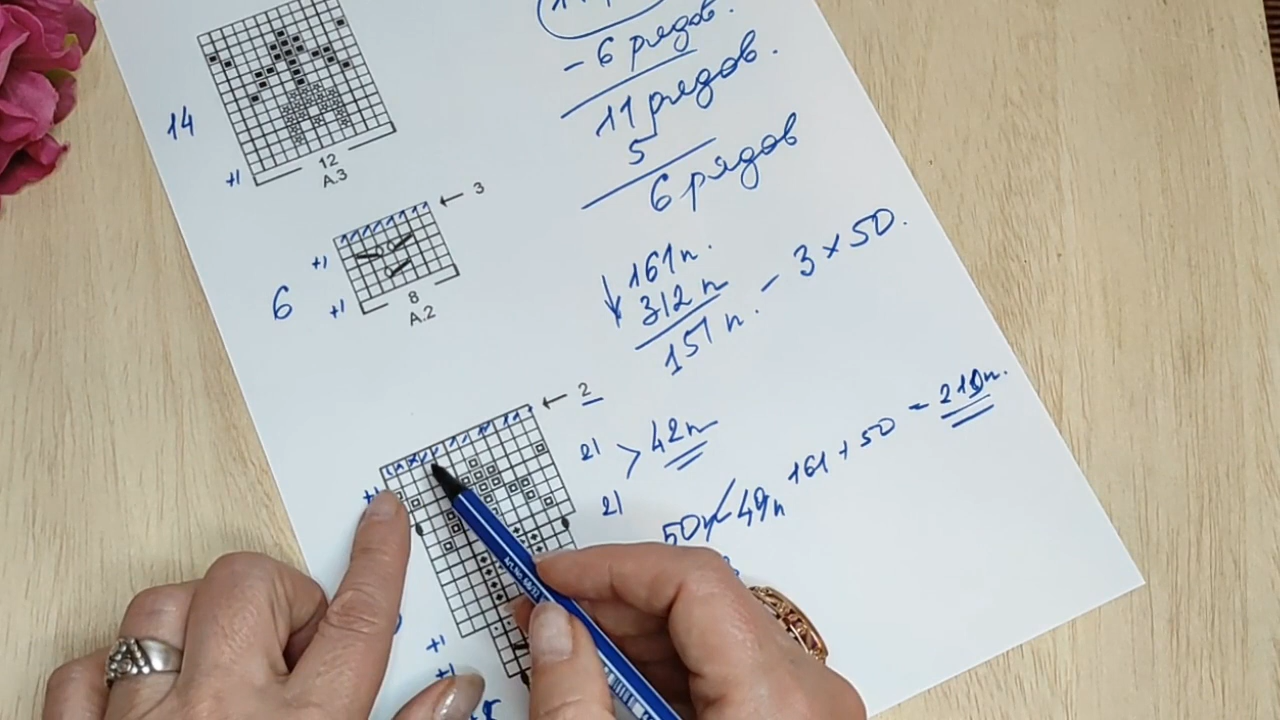 - 6 рядов.
11 рядов.
5
6 рядов
14
+1
12
A.3
3
+1
6
+1
8
A.2
↓ 161 п.
312 п
151 п. - 3 × 50.
2
21 > 42 п
21
+1
50 49 п 161 + 50 =
+1
+1